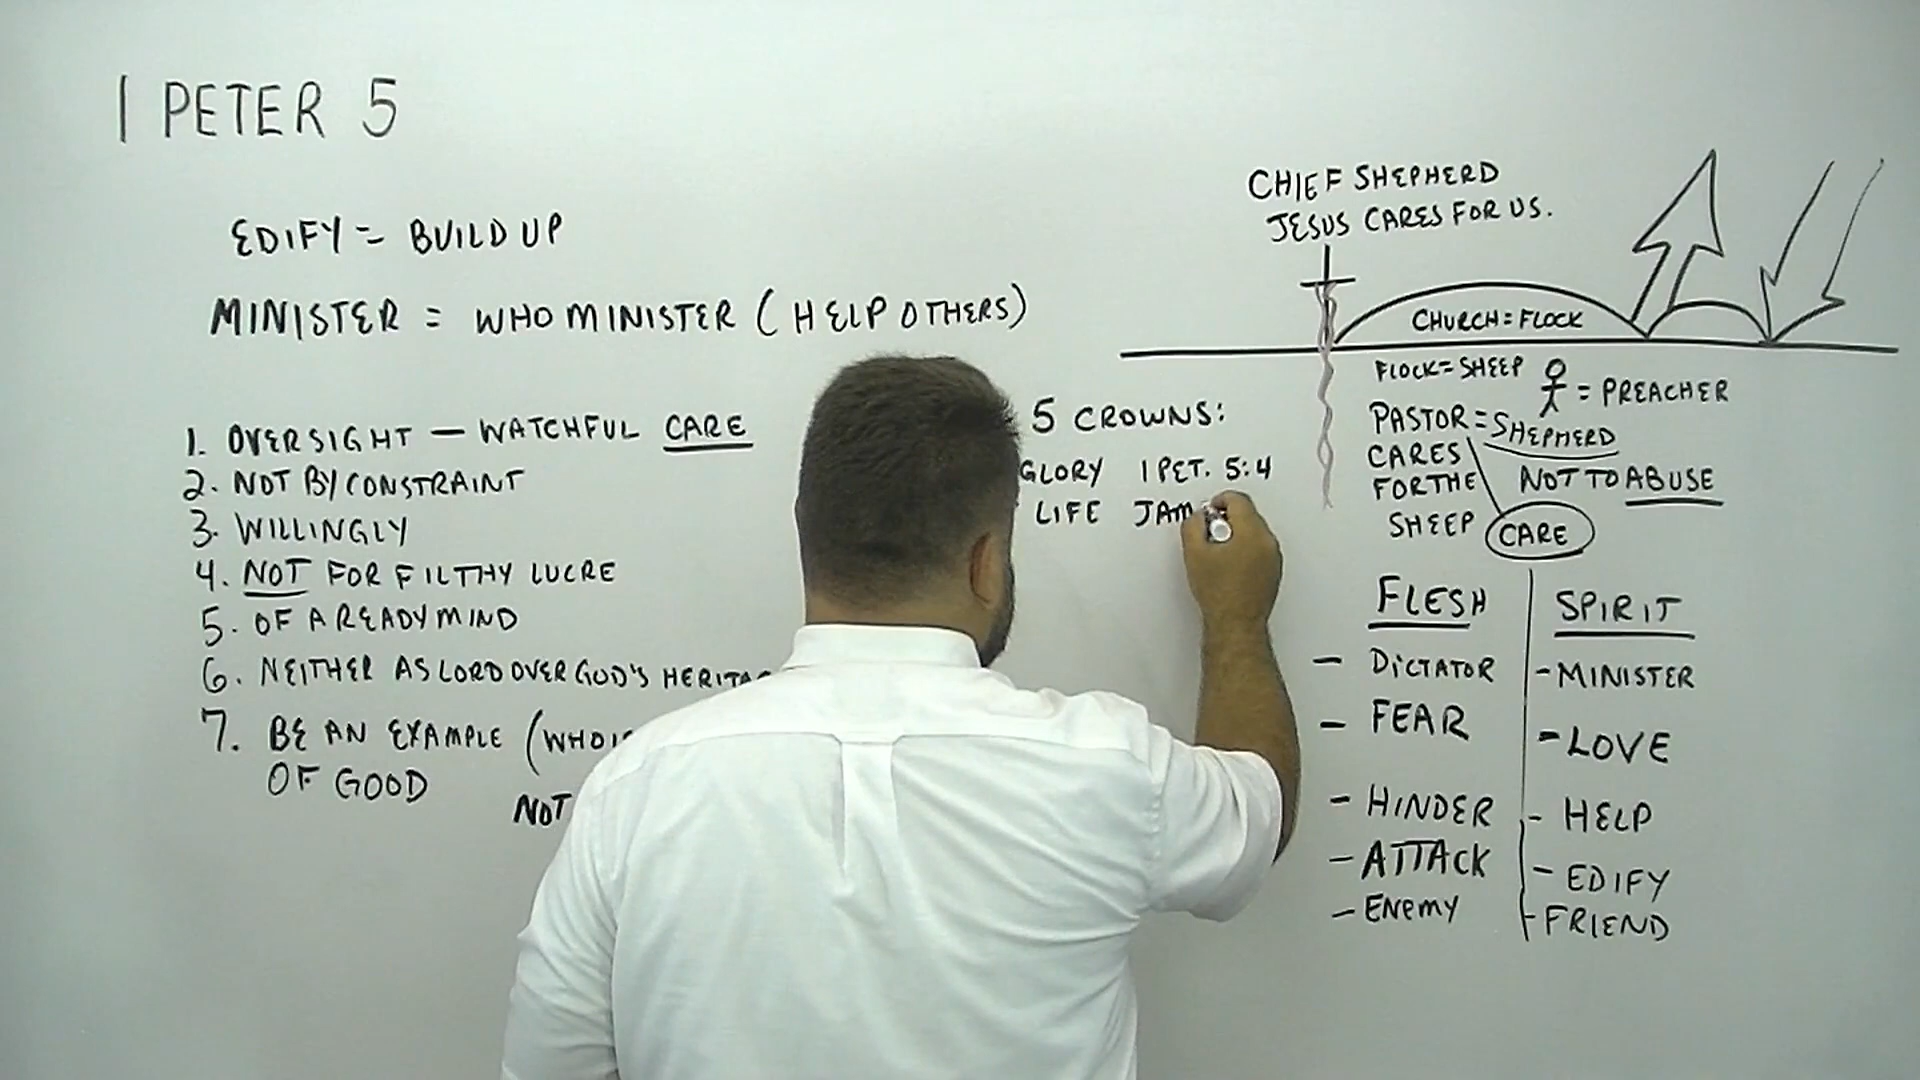 1 PETER 5
EDIFY = BUILD UP
MINISTER = WHO MINISTER (HELP OTHERS)
1. OVERSIGHT — WATCHFUL CARE
2. NOT BY CONSTRAINT
3. WILLINGLY
4. NOT FOR FILTHY LUCRE
5. OF A READY MIND
6. NEITHER AS LORD OVER GOD'S
7. BE AN EXAMPLE
OF GOOD
NOT
5 CROWNS:
GLORY 1 PET. 5:4
LIFE JAM
CHIEF SHEPHERD
JESUS CARES FOR US.
CHURCH = FLOCK
FLOCK = SHEEP
= PREACHER
PASTOR = SHEPHERD
CARES
FOR THE
SHEEP
NOT TO ABUSE
CARE
FLESH
- DICTATOR
- FEAR
- HINDER
- ATTACK
- ENEMY
SPIRIT
- MINISTER
- LOVE
- HELP
- EDIFY
- FRIEND